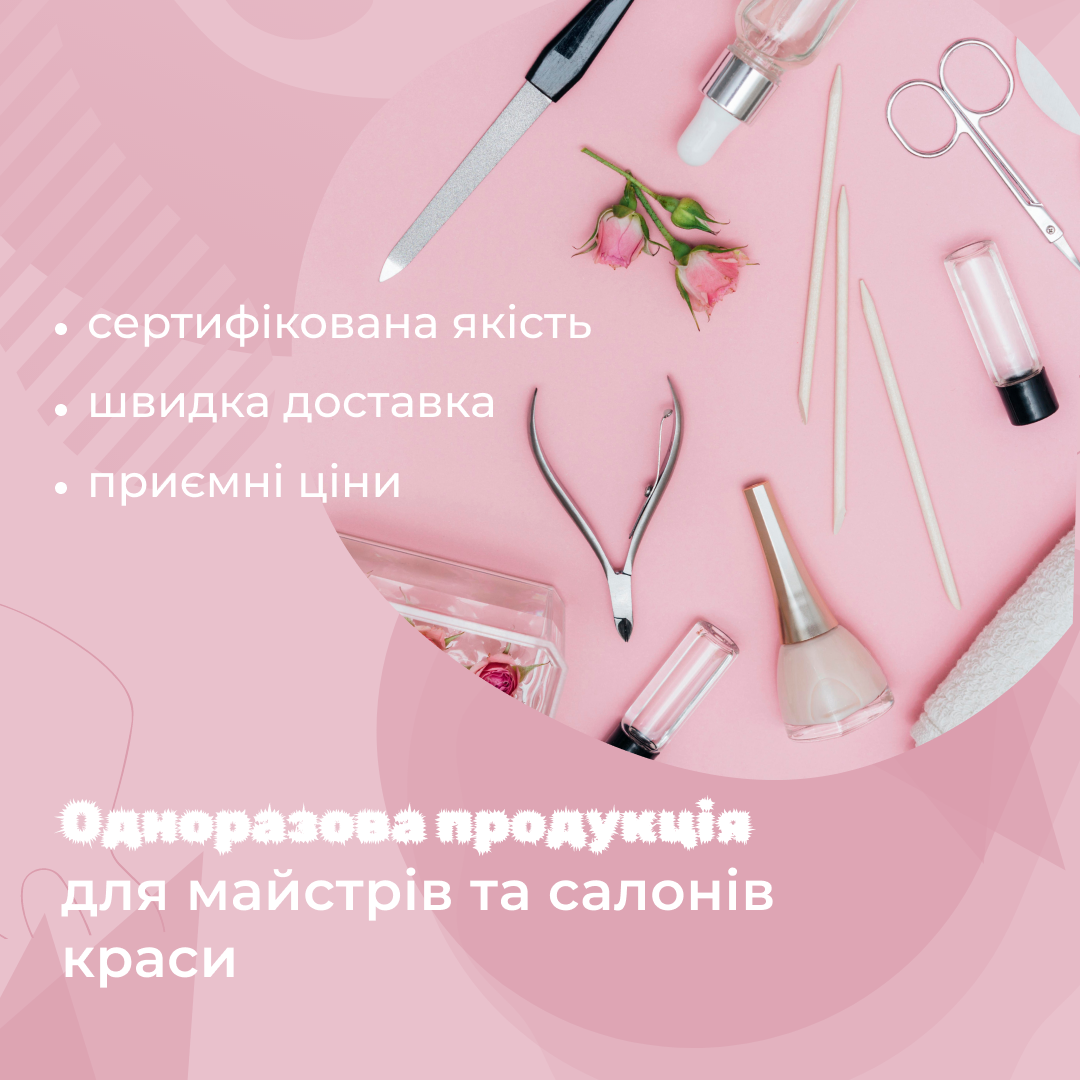 • сертифікована якість
• швидка доставка
• приємні ціни
Одноразова продукція
для майстрів та салонів
краси